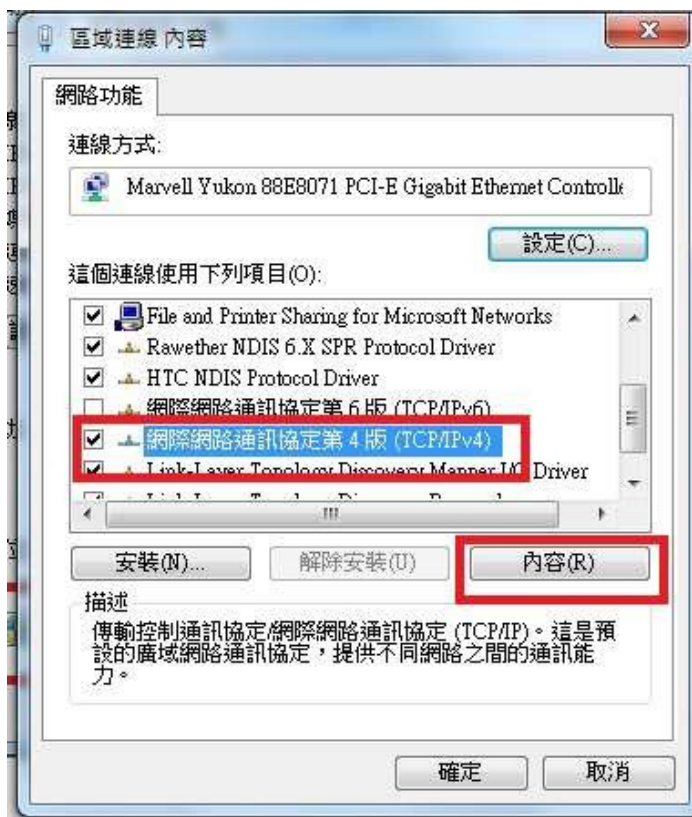 區域連線 內容
網路功能
連線方式:
Marvell Yukon 88E8071 PCI-E Gigabit Ethernet Controlle
設定(C)...
這個連線使用下列項目(O):
File and Printer Sharing for Microsoft Networks
Rawether NDIS 6.X SPR Protocol Driver
HTC NDIS Protocol Driver
網際網路通訊協定第 6 版 (TCP/IPv6)
網際網路通訊協定第 4 版 (TCP/IPv4)
Link-Layer Topology Discovery Mapper I/O Driver
安裝(N)...
解除安裝(U)
內容(R)
描述
傳輸控制通訊協定/網際網路通訊協定 (TCP/IP)。這是預
設的廣域網路通訊協定，提供不同網路之間的通訊能
力。
確定
取消